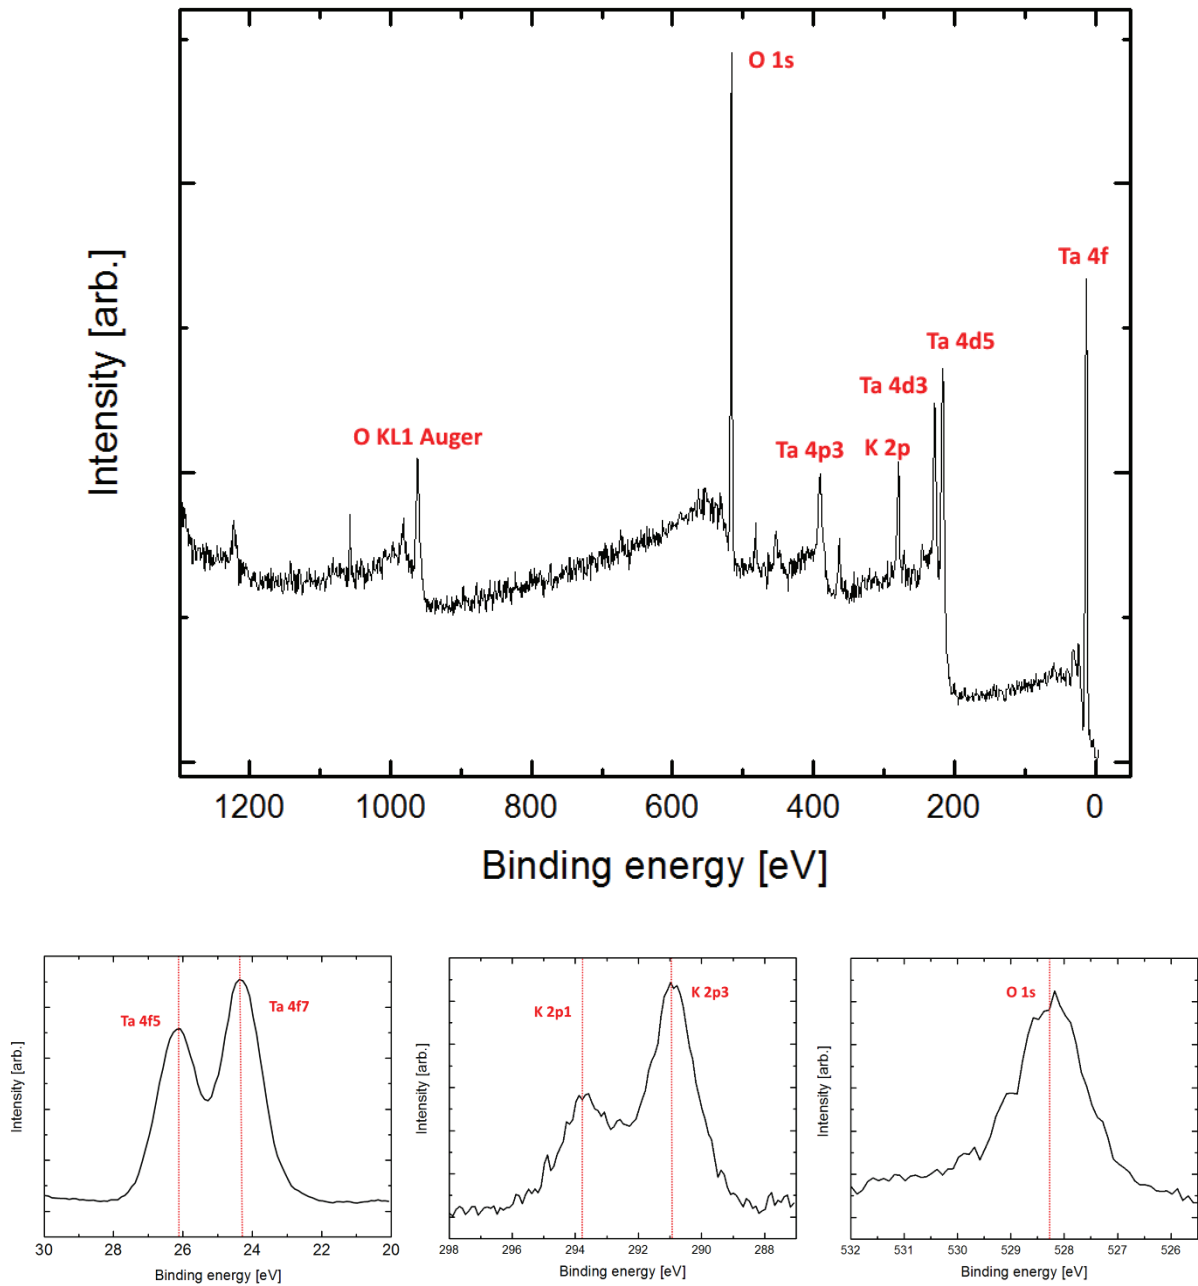 O 1s
Ta 4f
Ta 4d5
Ta 4d3
O KL1 Auger
Ta 4p3
K 2p
Intensity [arb.]
1200 1000 800 600 400 200 0
Binding energy [eV]
Ta 4f5
Ta 4f7
Intensity [arb.]
30 28 26 24 22 20
Binding energy [eV]
K 2p1
K 2p3
Intensity [arb.]
298 296 294 292 290 288
Binding energy [eV]
O 1s
Intensity [arb.]
532 531 530 529 528 527 526
Binding energy [eV]